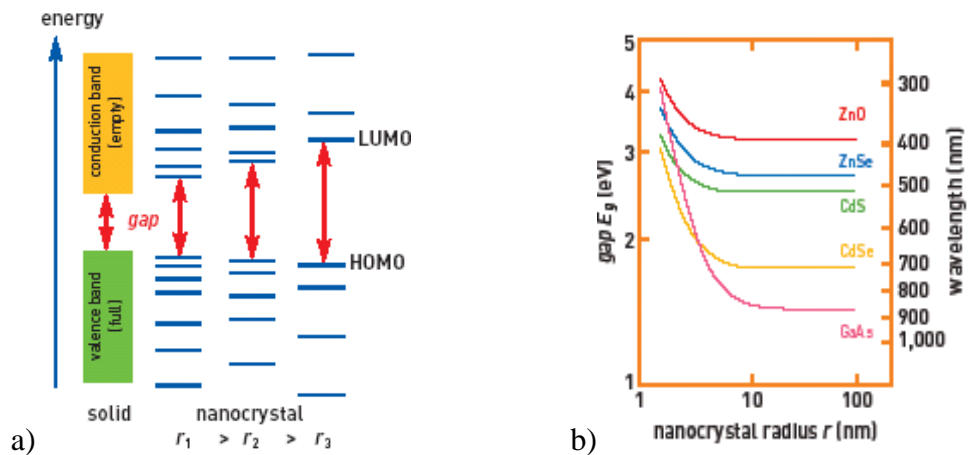 energy
conduction band
(empty)
valence band
(full)
gap
LUMO
HOMO
solid
nanocrystal
r1 > r2 > r3
a)
5
4
3
2
1
gap Eg (eV)
ZnO
ZnSe
CdS
CdSe
GaAs
300
400
500
600
700
800
900
1,000
wavelength (nm)
1
10
100
nanocrystal radius r (nm)
b)